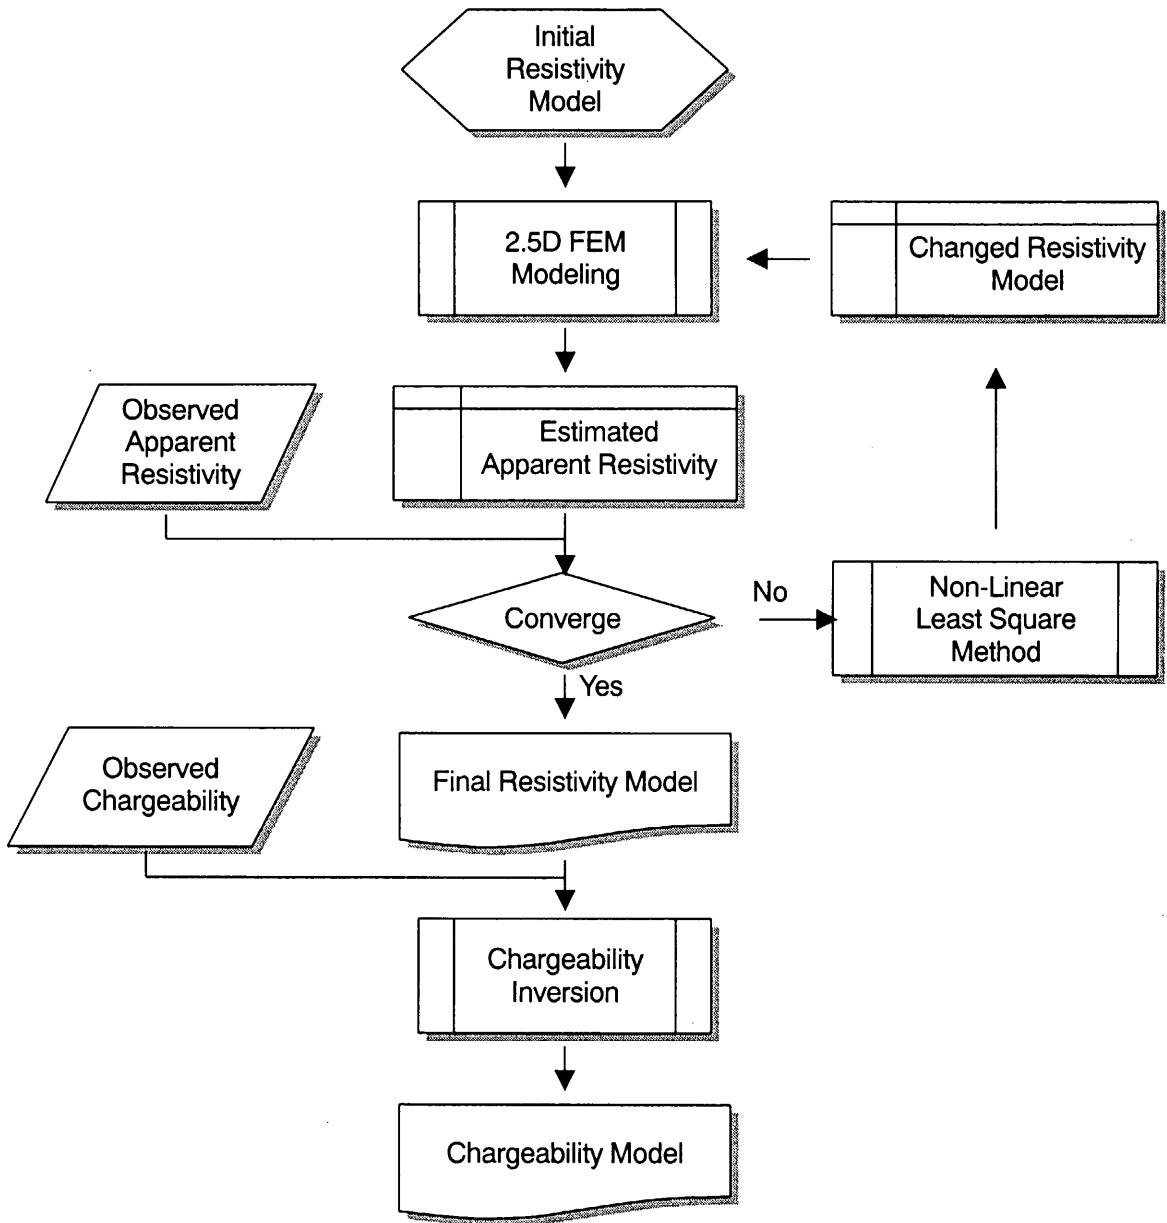 Initial
Resistivity
Model
2.5D FEM
Modeling
Changed Resistivity
Model
Observed
Apparent
Resistivity
Estimated
Apparent Resistivity
Converge
No
Non-Linear
Least Square
Method
Yes
Observed
Chargeability
Final Resistivity Model
Chargeability
Inversion
Chargeability Model